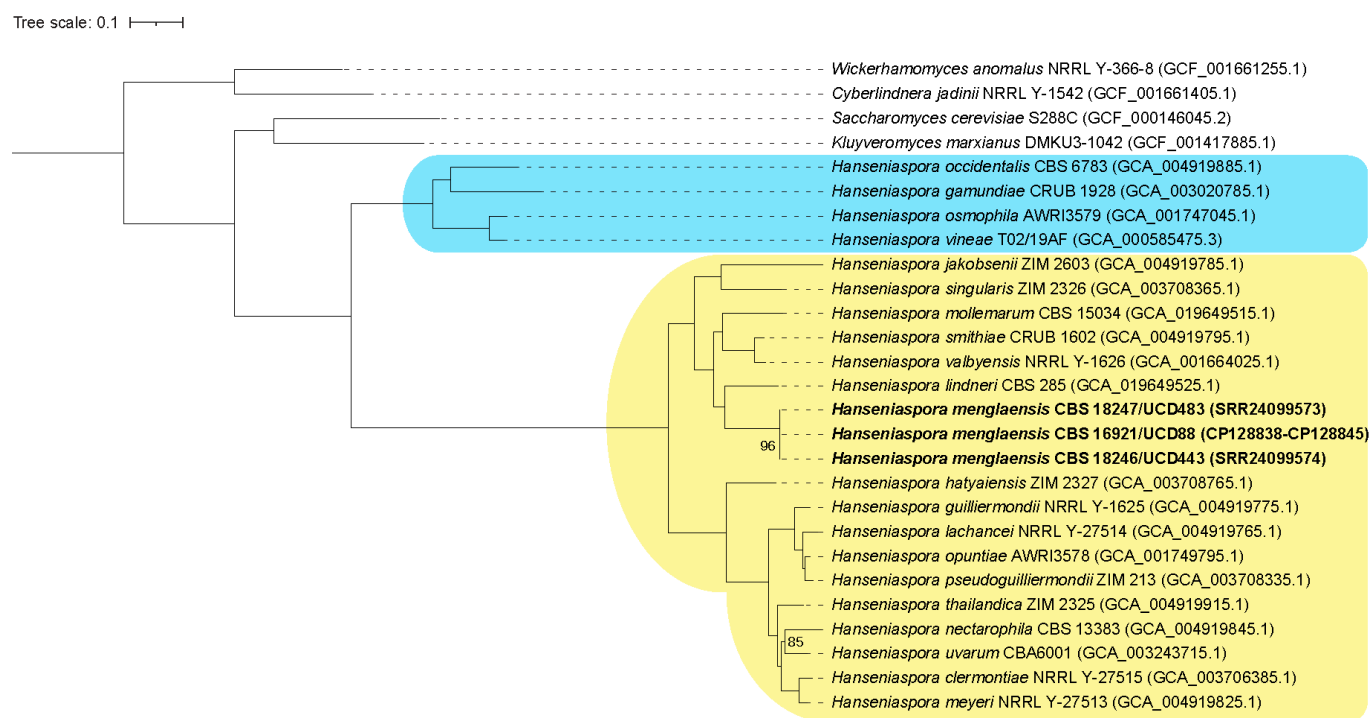 Tree scale: 0.1
Wickerhamomyces anomalus NRRL Y-366-8 (GCF_001661255.1)
Cyberlindnera jadinii NRRL Y-1542 (GCF_001661405.1)
Saccharomyces cerevisiae S288C (GCF_000146045.2)
Kluyveromyces marxianus DMKU3-1042 (GCF_001417885.1)
Hanseniaspora occidentalis CBS 6783 (GCA_004919885.1)
Hanseniaspora gamundiae CRUB 1928 (GCA_003020785.1)
Hanseniaspora osmophila AWRI3579 (GCA_001747045.1)
Hanseniaspora vineae T02/19AF (GCA_000585475.3)
Hanseniaspora jakobsenii ZIM 2603 (GCA_004919785.1)
Hanseniaspora singularis ZIM 2326 (GCA_003708365.1)
Hanseniaspora mollemarum CBS 15034 (GCA_019649515.1)
Hanseniaspora smithiae CRUB 1602 (GCA_004919795.1)
Hanseniaspora valbyensis NRRL Y-1626 (GCA_001664025.1)
Hanseniaspora lindneri CBS 285 (GCA_019649525.1)
Hanseniaspora menglaensis CBS 18247/UCD483 (SRR24099573)
Hanseniaspora menglaensis CBS 16921/UCD88 (CP128838-CP128845)
96
Hanseniaspora menglaensis CBS 18246/UCD443 (SRR24099574)
Hanseniaspora hatyaiensis ZIM 2327 (GCA_003708765.1)
Hanseniaspora guilliermondii NRRL Y-1625 (GCA_004919775.1)
Hanseniaspora lachancei NRRL Y-27514 (GCA_004919765.1)
Hanseniaspora opuntiae AWRI3578 (GCA_001749795.1)
Hanseniaspora pseudoguilliermondii ZIM 213 (GCA_003708335.1)
Hanseniaspora thailandica ZIM 2325 (GCA_004919915.1)
Hanseniaspora nectarophila CBS 13383 (GCA_004919845.1)
85
Hanseniaspora uvarum CBA6001 (GCA_003243715.1)
Hanseniaspora clermontiae NRRL Y-27515 (GCA_003706385.1)
Hanseniaspora meyeri NRRL Y-27513 (GCA_004919825.1)